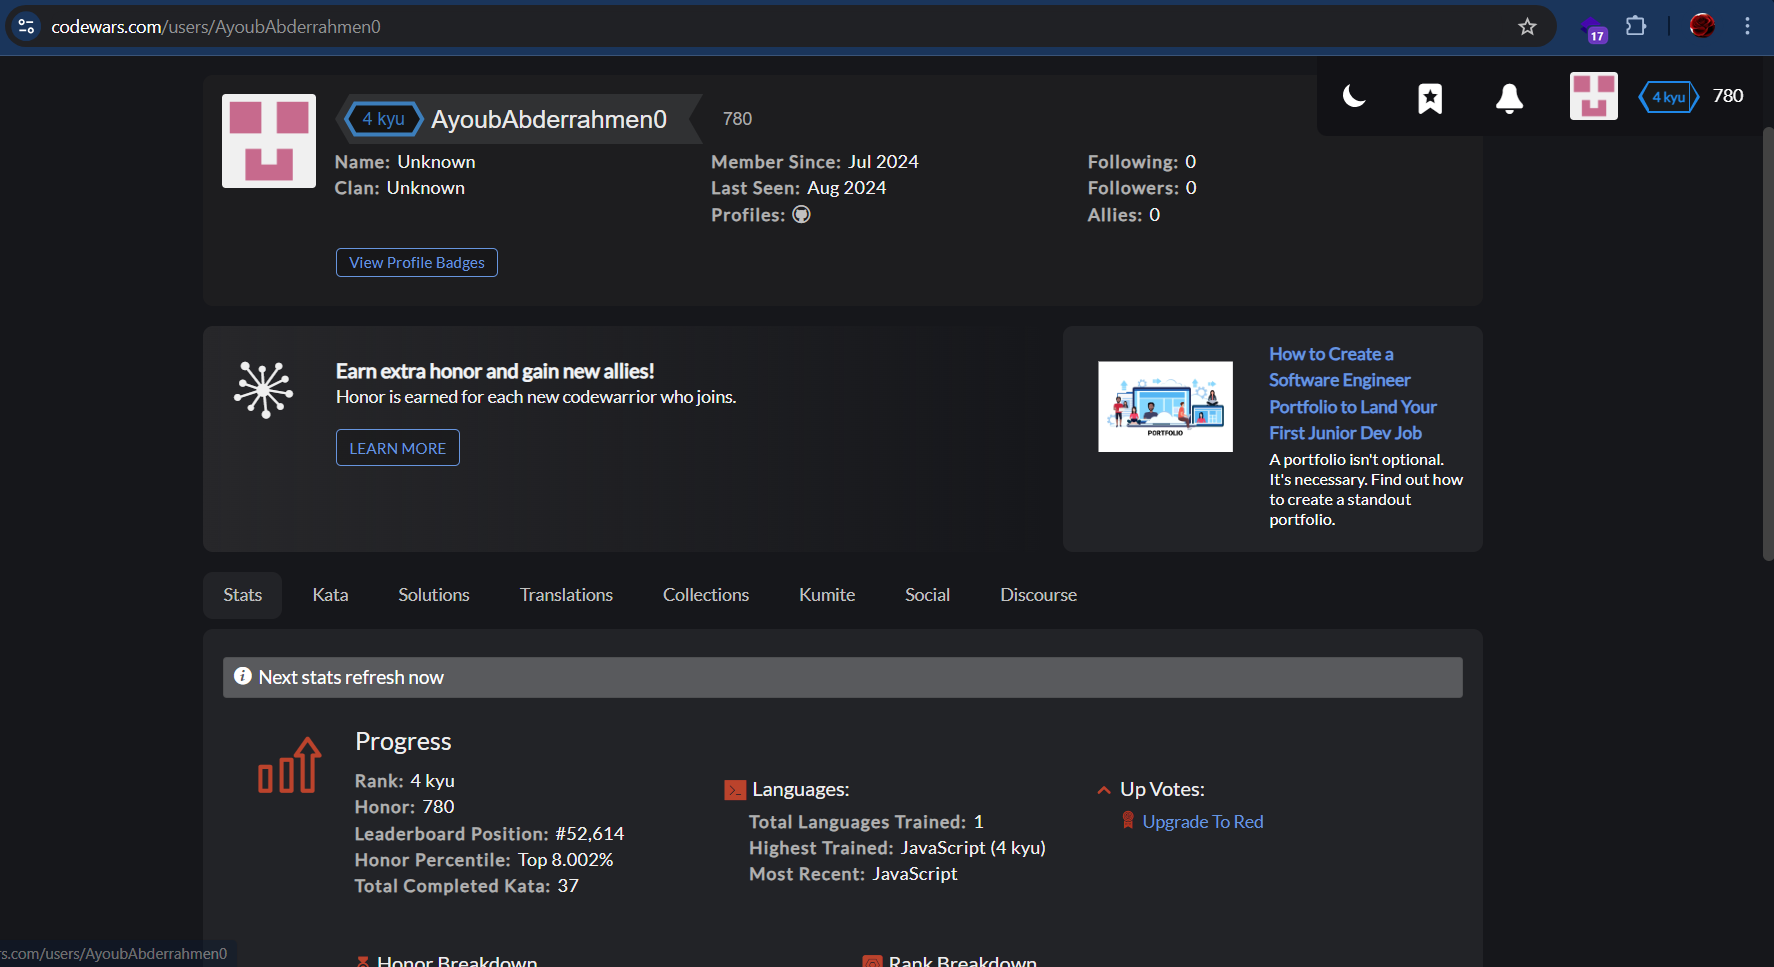 codewars.com/users/AyoubAbderrahmen0
17
4 kyu AyoubAbderrahmen0 780
4 kyu 780
Name: Unknown
Clan: Unknown
Member Since: Jul 2024
Last Seen: Aug 2024
Profiles:
Following: 0
Followers: 0
Allies: 0
View Profile Badges
Earn extra honor and gain new allies!
Honor is earned for each new codewarrior who joins.
LEARN MORE
PORTFOLIO
How to Create a
Software Engineer
Portfolio to Land Your
First Junior Dev Job
A portfolio isn't optional.
It's necessary. Find out how
to create a standout
portfolio.
Stats Kata Solutions Translations Collections Kumite Social Discourse
Next stats refresh now
Progress
Rank: 4 kyu
Honor: 780
Leaderboard Position: #52,614
Honor Percentile: Top 8.002%
Total Completed Kata: 37
Languages:
Total Languages Trained: 1
Highest Trained: JavaScript (4 kyu)
Most Recent: JavaScript
Up Votes:
Upgrade To Red
Honor Breakdown
Rank Breakdown
rs.com/users/AyoubAbderrahmen0